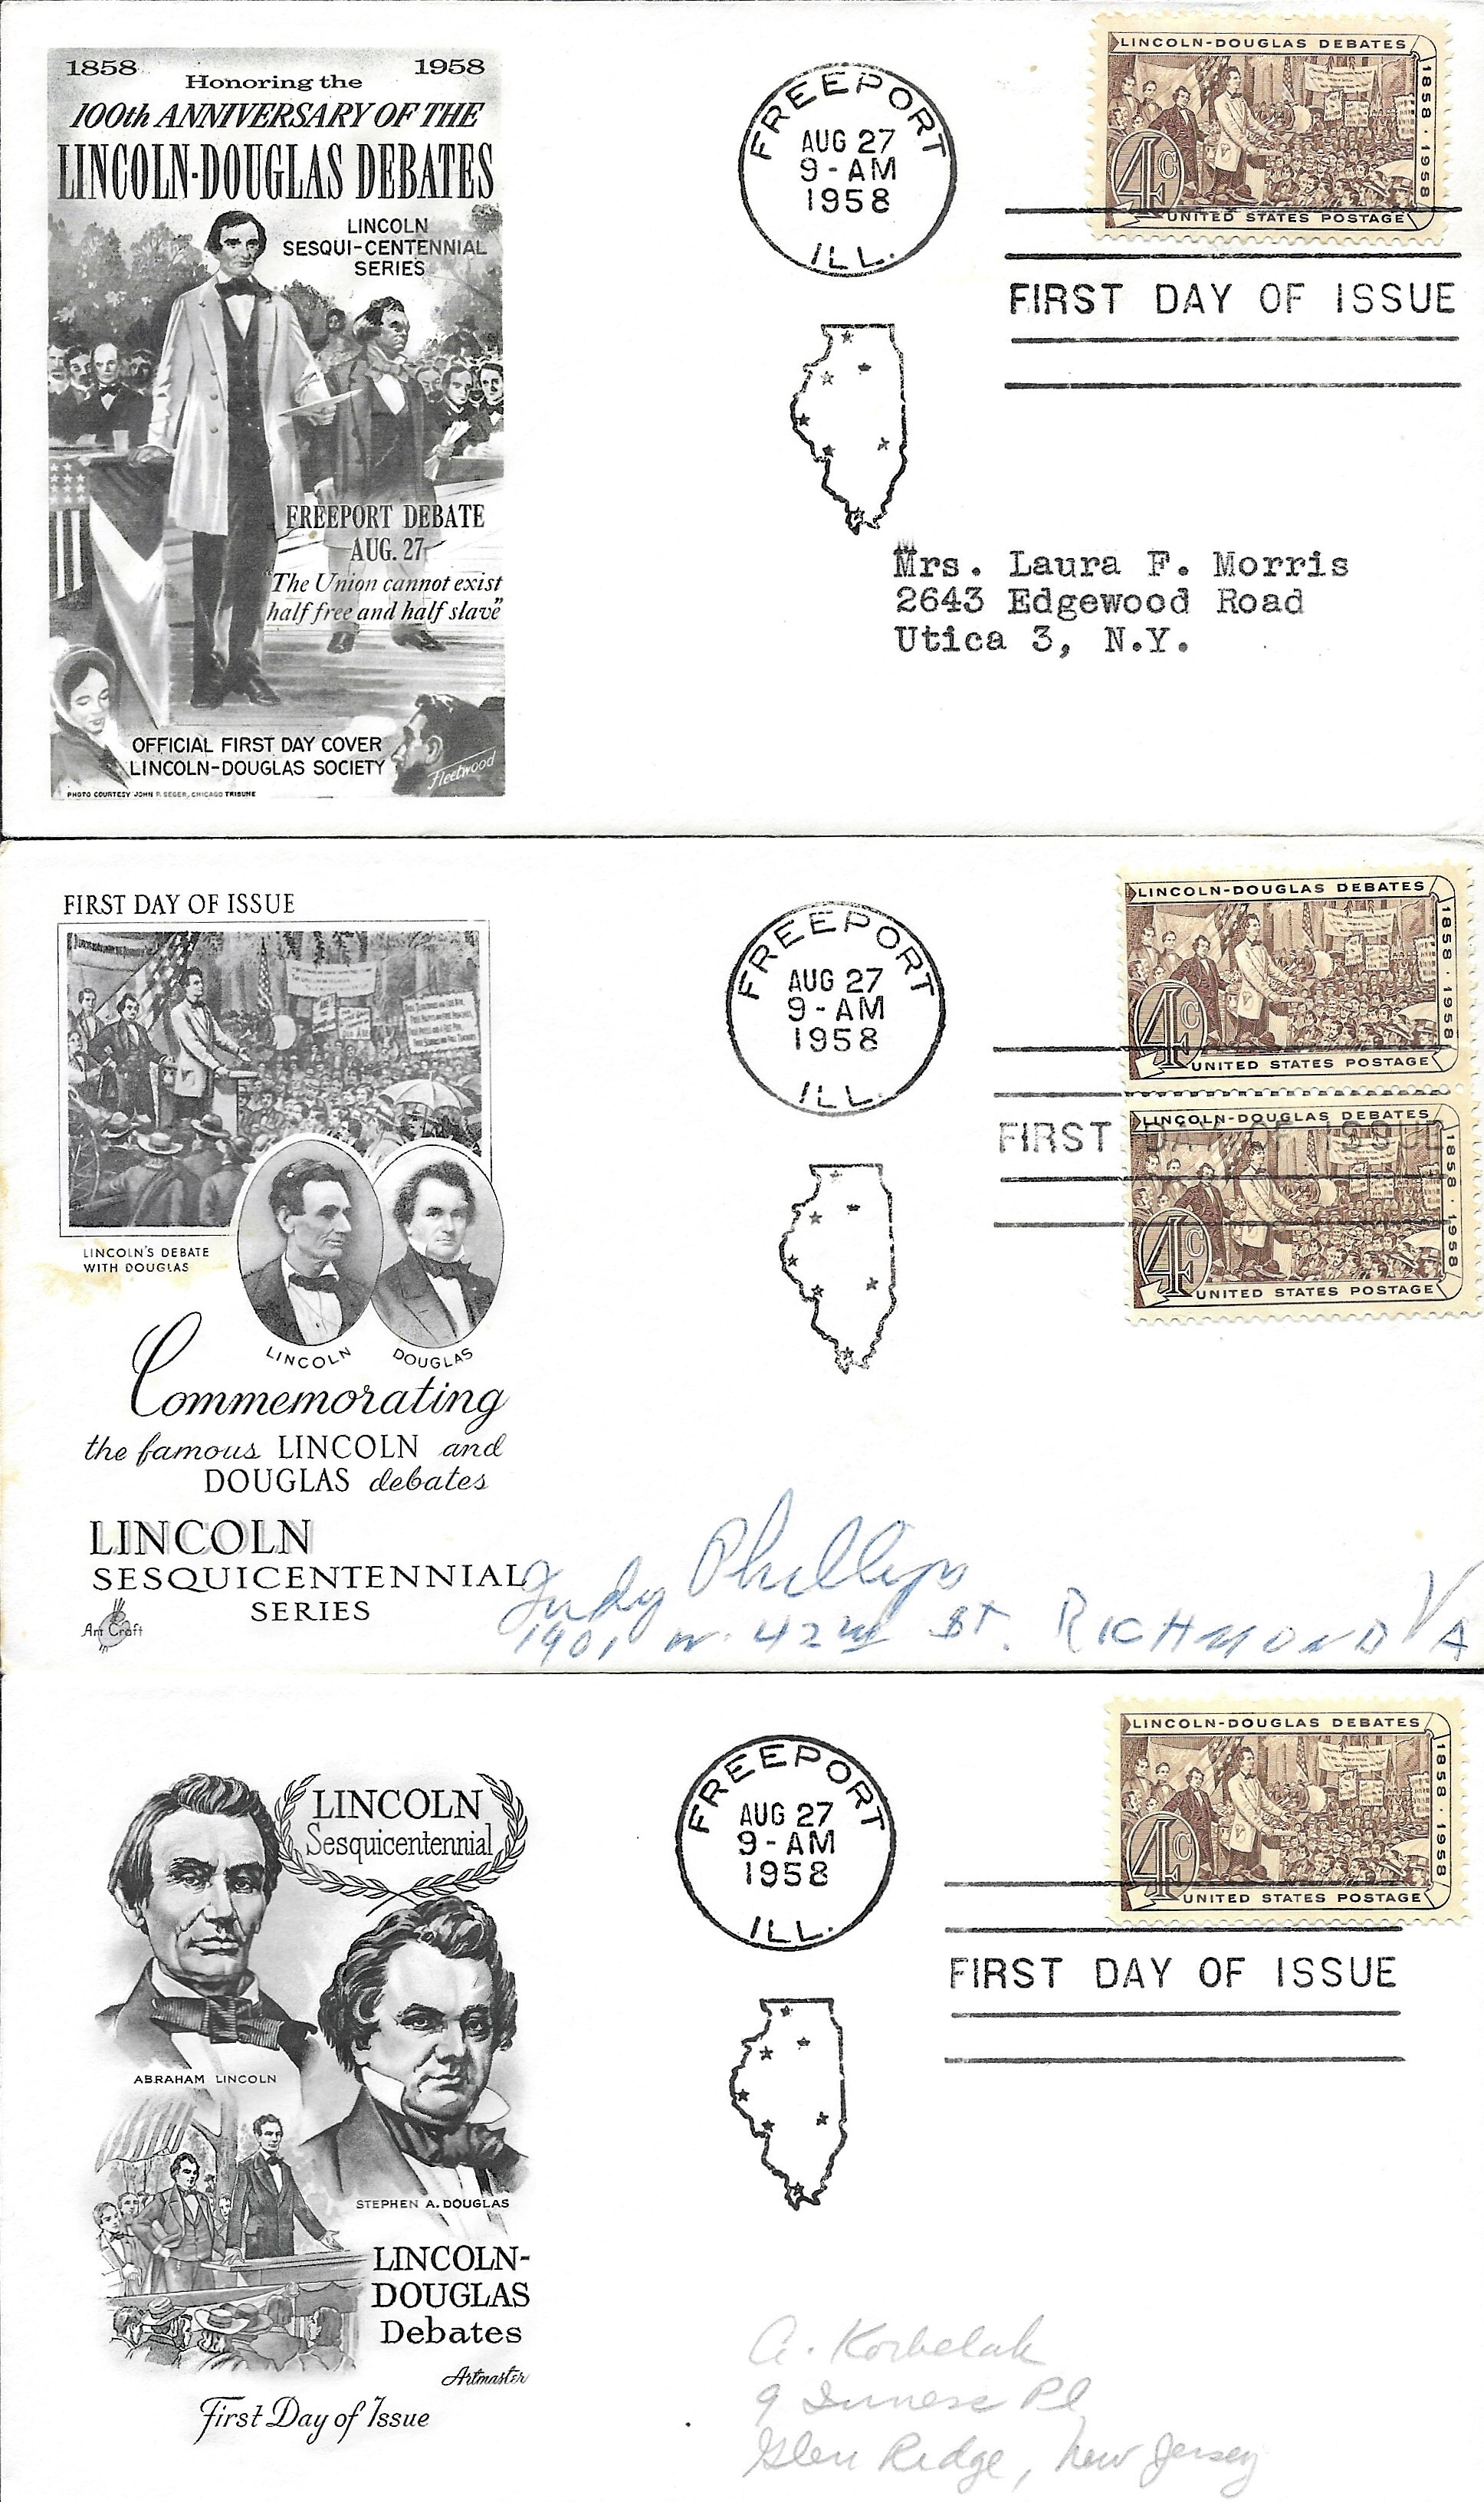 1858 1958
Honoring the
100th ANNIVERSARY OF THE
LINCOLN-DOUGLAS DEBATES
LINCOLN
SESQUI-CENTENNIAL
SERIES
FREEPORT DEBATE
AUG. 27
"The Union cannot exist
half free and half slave"
OFFICIAL FIRST DAY COVER
LINCOLN-DOUGLAS SOCIETY
Fleetwood
PHOTO COURTESY JOHN P. SEGER, CHICAGO TRIBUNE
FREEPORT
AUG 27
9-AM
1958
ILL.
LINCOLN-DOUGLAS DEBATES
1858·1958
4c
UNITED STATES POSTAGE
FIRST DAY OF ISSUE
Mrs. Laura F. Morris
2643 Edgewood Road
Utica 3, N.Y.
FIRST DAY OF ISSUE
LINCOLN'S DEBATE
WITH DOUGLAS
LINCOLN DOUGLAS
Commemorating
the famous LINCOLN and
DOUGLAS debates
LINCOLN
SESQUICENTENNIAL
SERIES
Art Craft
FREEPORT
AUG 27
9-AM
1958
ILL.
LINCOLN-DOUGLAS DEBATES
1858·1958
4c
UNITED STATES POSTAGE
LINCOLN-DOUGLAS DEBATES
FIRST DAY OF ISSUE
1858·1958
4c
UNITED STATES POSTAGE
Judy Phillips
1901 W. 42nd St. RICHMOND VA
LINCOLN
Sesquicentennial
ABRAHAM LINCOLN
STEPHEN A. DOUGLAS
LINCOLN-
DOUGLAS
Debates
Artmaster
First Day of Issue
FREEPORT
AUG 27
9-AM
1958
ILL.
LINCOLN-DOUGLAS DEBATES
1858·1958
4c
UNITED STATES POSTAGE
FIRST DAY OF ISSUE
A. Korbelak
9 Pl
Glen Ridge, New Jersey